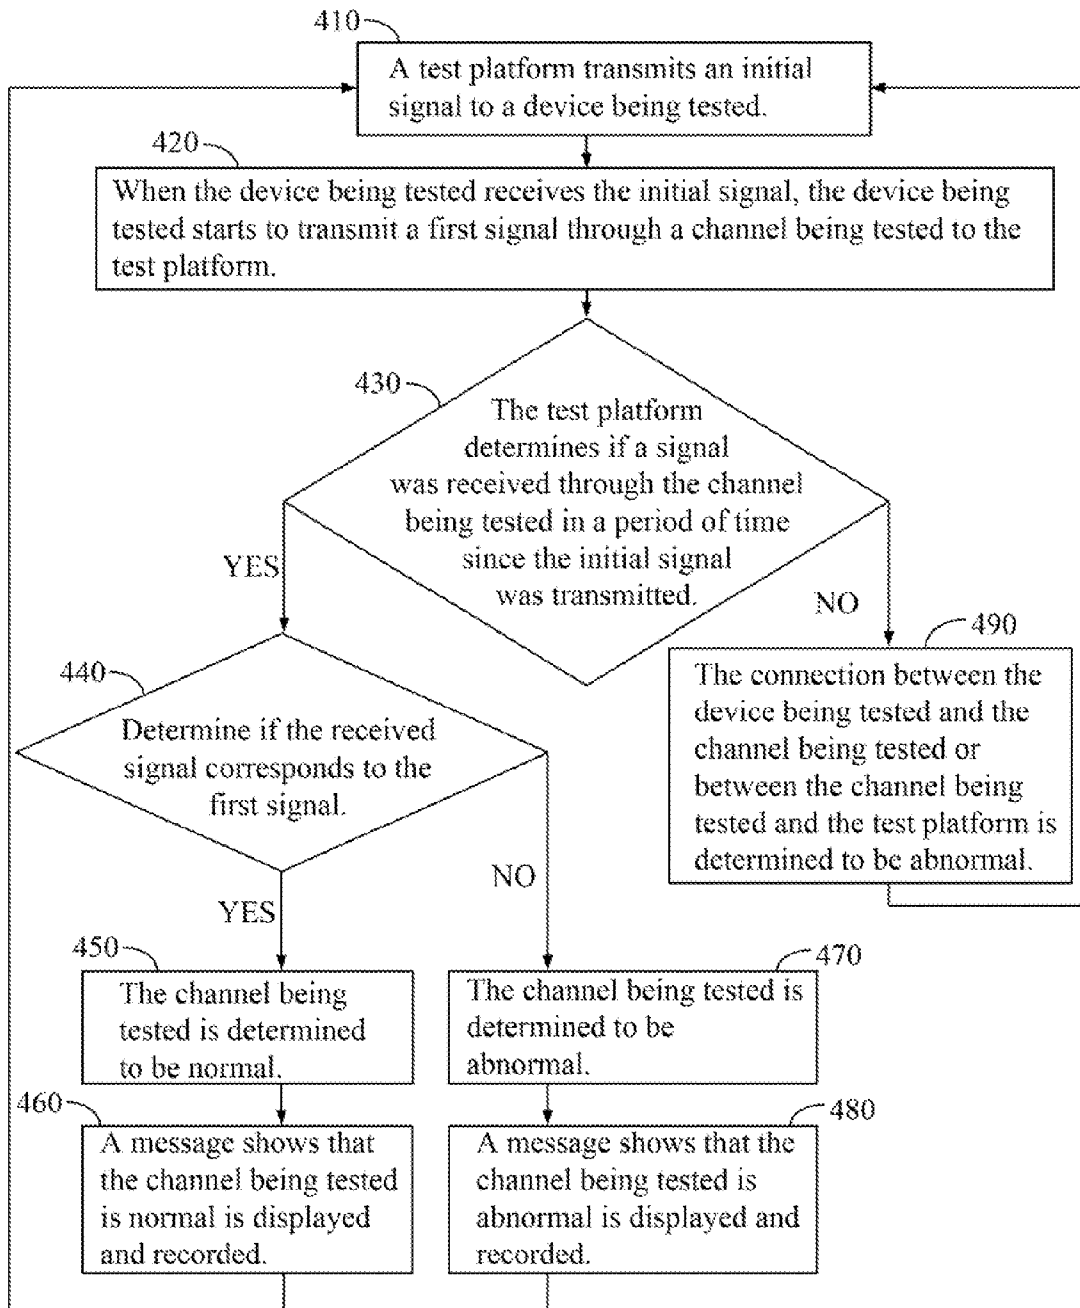 410
A test platform transmits an initial
signal to a device being tested.
420
When the device being tested receives the initial signal, the device being
tested starts to transmit a first signal through a channel being tested to the
test platform.
430
The test platform
determines if a signal
was received through the channel
being tested in a period of time
since the initial signal
was transmitted.
YES
NO
440
Determine if the received
signal corresponds to the
first signal.
490
The connection between the
device being tested and the
channel being tested or
between the channel being
tested and the test platform is
determined to be abnormal.
YES
NO
450
The channel being
tested is determined
to be normal.
470
The channel being tested is
determined to be
abnormal.
460
A message shows that
the channel being tested
is normal is displayed
and recorded.
480
A message shows that the
channel being tested is
abnormal is displayed and
recorded.